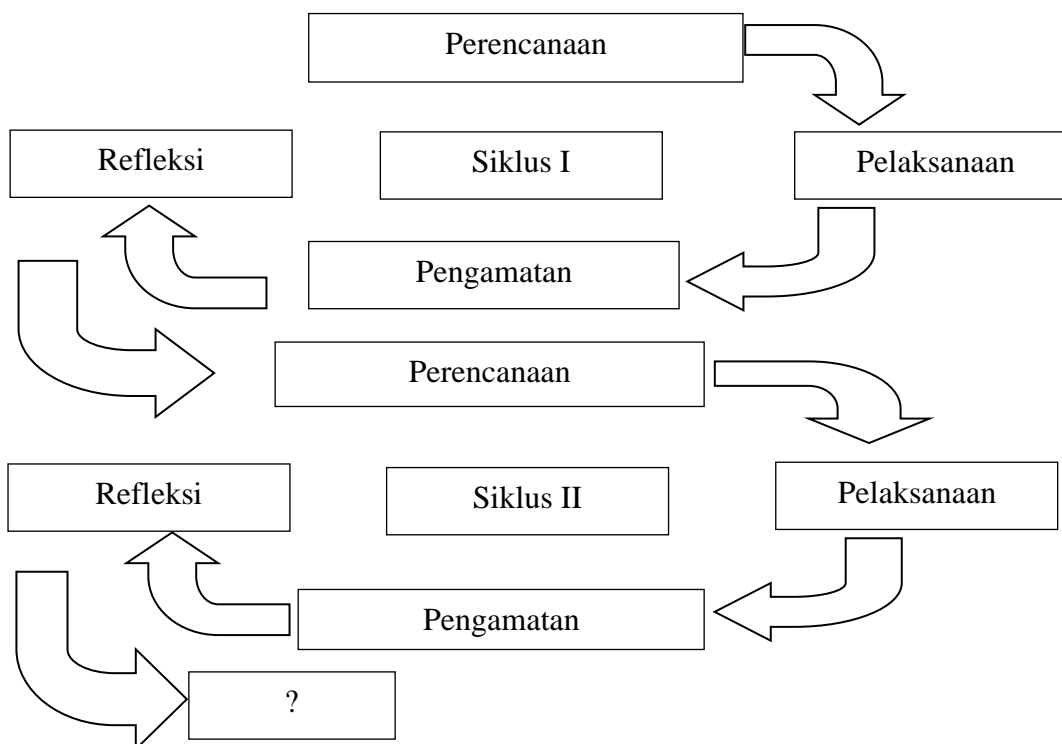 Perencanaan
Refleksi
Siklus I
Pelaksanaan
Pengamatan
Perencanaan
Refleksi
Siklus II
Pelaksanaan
Pengamatan
?